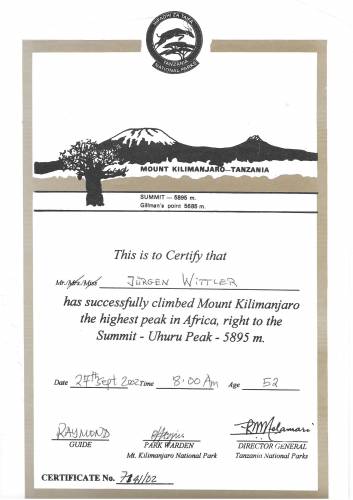 HIFADHI ZA TAIFA
TANZANIA
NATIONAL PARKS
MOUNT KILIMANJARO—TANZANIA
SUMMIT — 5895 m.
Gillman's point 5685 m.
This is to Certify that
Mr./Mrs./Miss JÜRGEN WITTLER
has successfully climbed Mount Kilimanjaro
the highest peak in Africa, right to the
Summit - Uhuru Peak - 5895 m.
Date 27th Sept 2002 Time 8:00 Am Age 52
RAYMOND
GUIDE
PARK WARDEN
Mt. Kilimanjaro National Park
DIRECTOR GENERAL
Tanzania National Parks
CERTIFICATE No. 7141/02